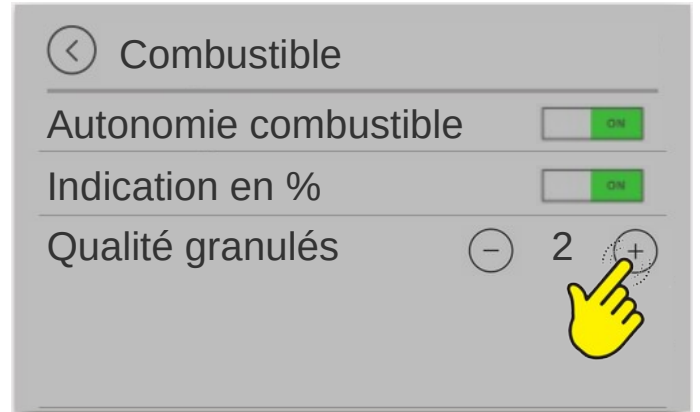 Combustible
Autonomie combustible ON
Indication en % ON
Qualité granulés − 2 +